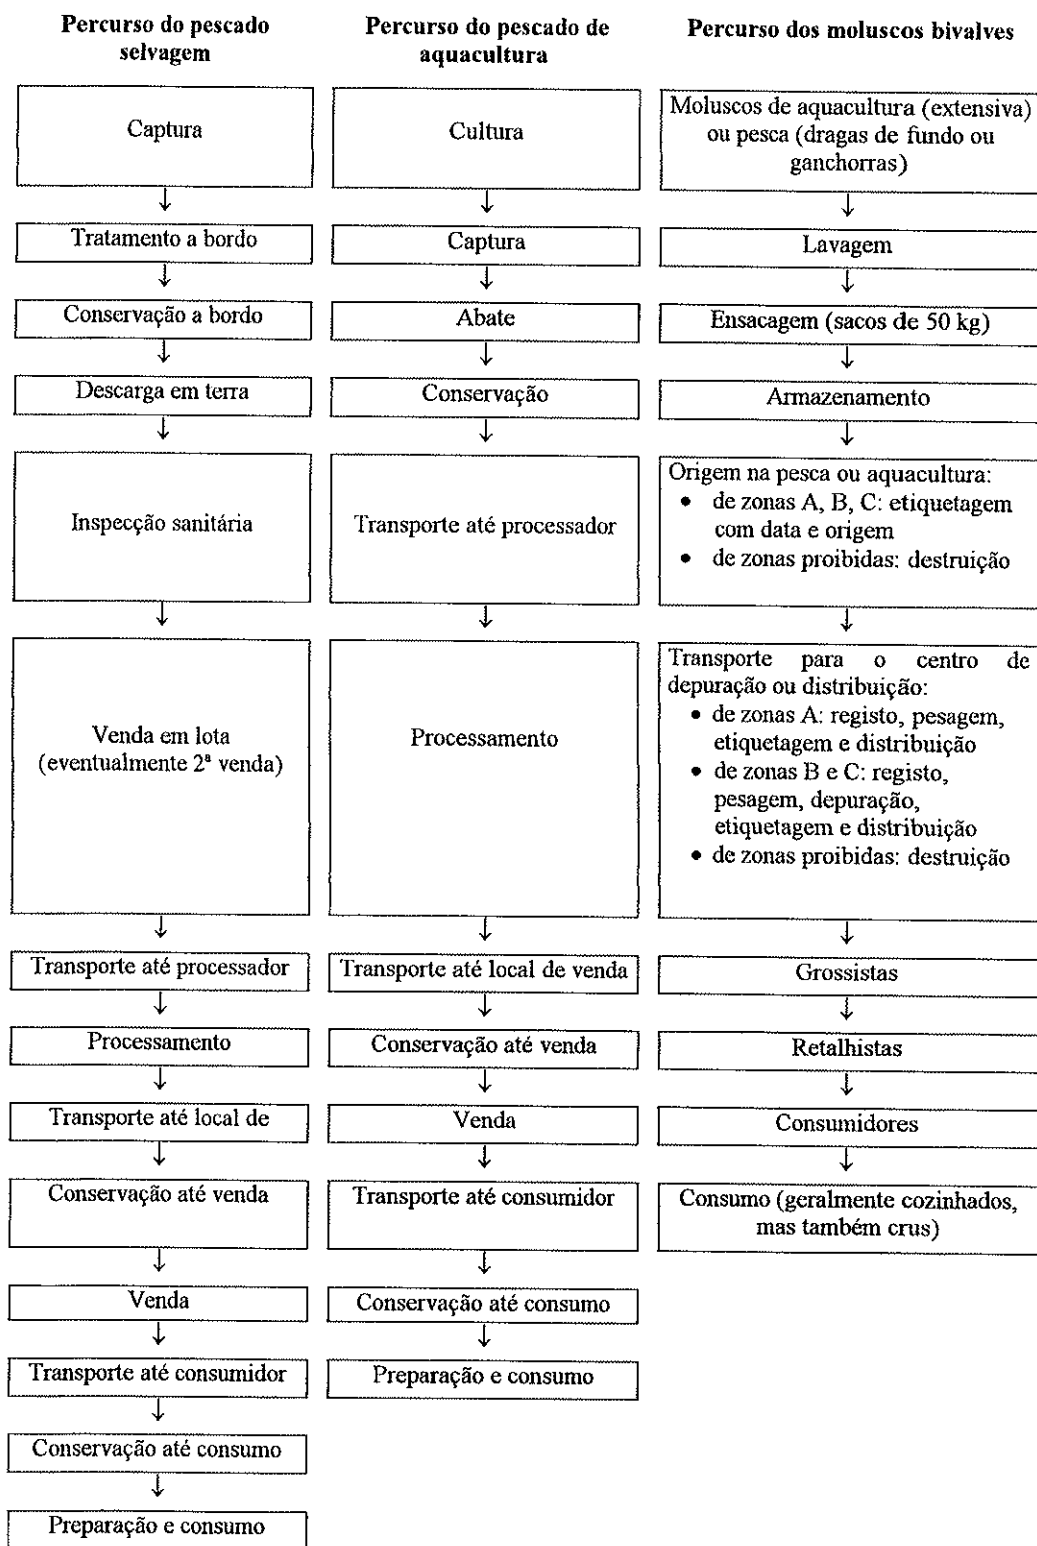 Percurso do pescado
selvagem
Captura
Tratamento a bordo
Conservação a bordo
Descarga em terra
Inspecção sanitária
Venda em lota
(eventualmente 2ª venda)
Transporte até processador
Processamento
Transporte até local de
Conservação até venda
Venda
Transporte até consumidor
Conservação até consumo
Preparação e consumo
Percurso do pescado de
aquacultura
Cultura
Captura
Abate
Conservação
Transporte até processador
Processamento
Transporte até local de venda
Conservação até venda
Venda
Transporte até consumidor
Conservação até consumo
Preparação e consumo
Percurso dos moluscos bivalves
Moluscos de aquacultura (extensiva)
ou pesca (dragas de fundo ou
ganchorras)
Lavagem
Ensacagem (sacos de 50 kg)
Armazenamento
Origem na pesca ou aquacultura:
• de zonas A, B, C: etiquetagem
com data e origem
• de zonas proibidas: destruição
Transporte para o centro de
depuração ou distribuição:
• de zonas A: registo, pesagem,
etiquetagem e distribuição
• de zonas B e C: registo,
pesagem, depuração,
etiquetagem e distribuição
• de zonas proibidas: destruição
Grossistas
Retalhistas
Consumidores
Consumo (geralmente cozinhados,
mas também crus)